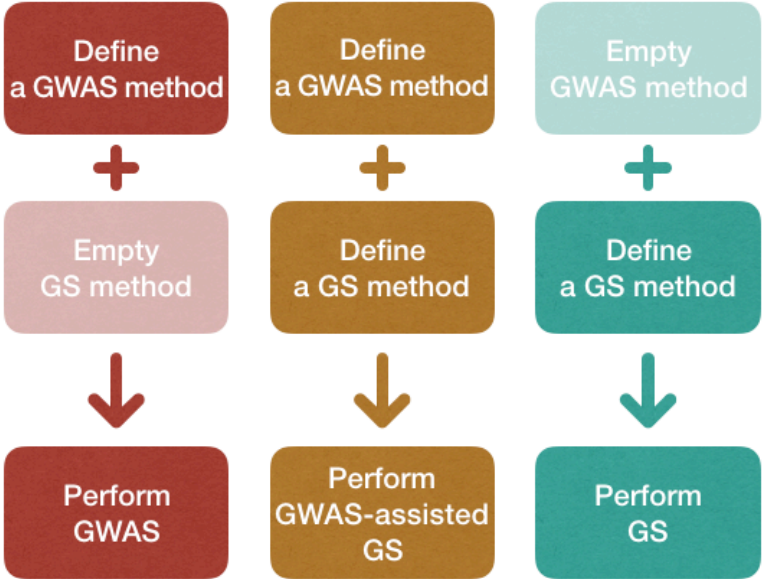 Define
a GWAS method
Define
a GWAS method
Empty
GWAS method
+
+
+
Empty
GS method
Define
a GS method
Define
a GS method
Perform
GWAS
Perform
GWAS-assisted
GS
Perform
GS